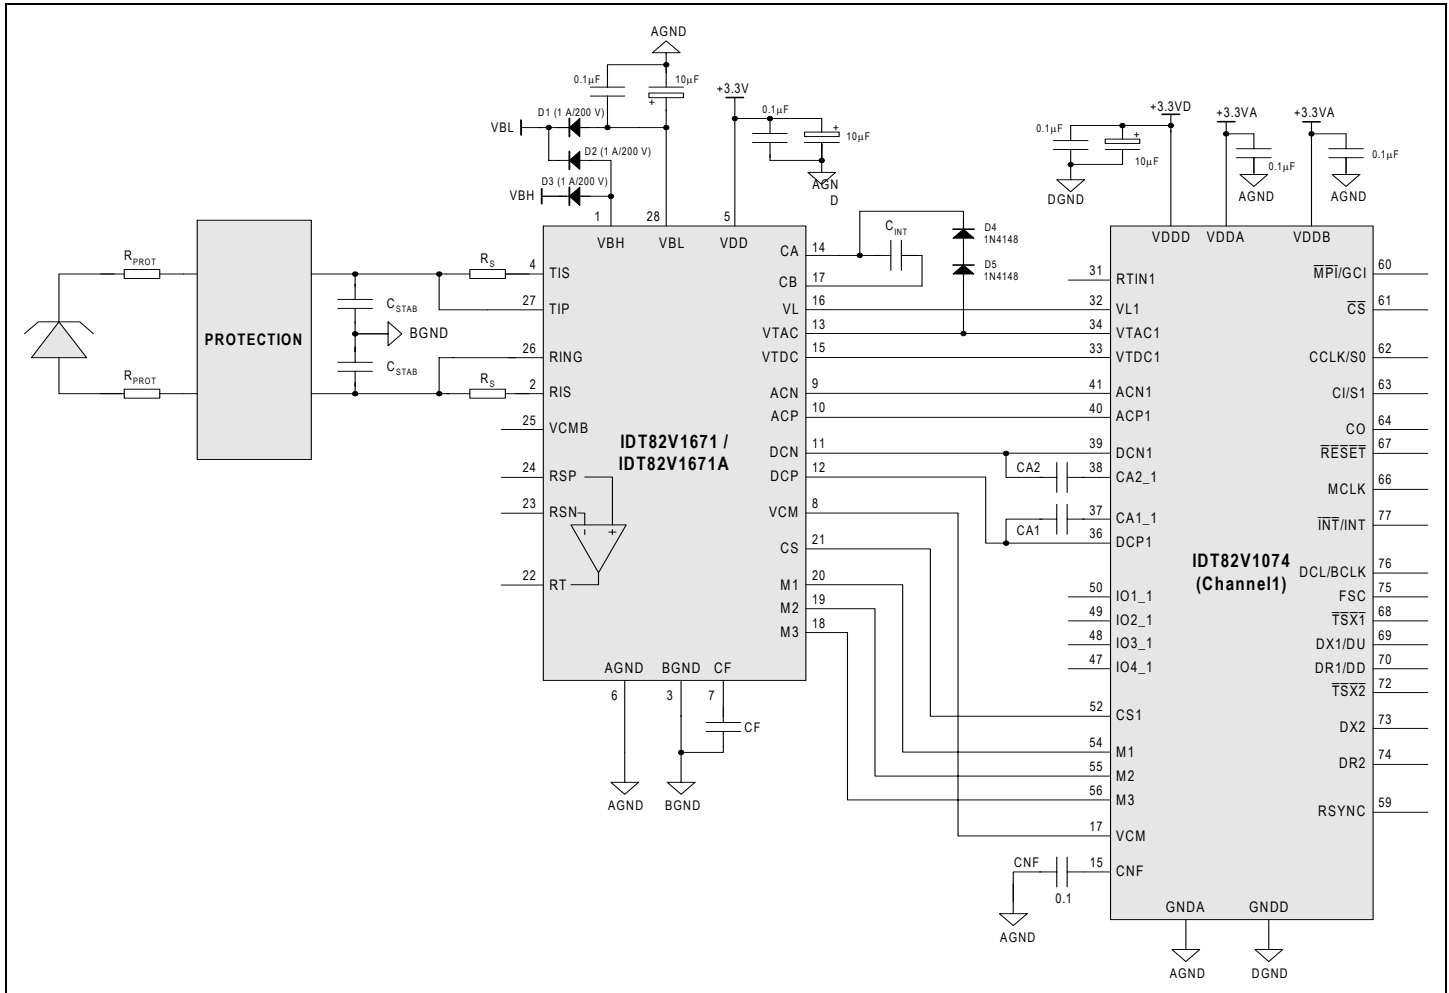 AGND
0.1µF
10µF
+
D1 (1 A/200 V)
VBL
D2 (1 A/200 V)
D3 (1 A/200 V)
VBH
+3.3V
0.1µF
+
10µF
AGN
D
1
28
5
VBH
VBL
VDD
RPROT
RPROT
PROTECTION
CSTAB
BGND
CSTAB
RS
RS
4
TIS
27
TIP
26
RING
2
RIS
25
VCMB
24
RSP
23
RSN
-
+
22
RT
IDT82V1671 /
IDT82V1671A
CA
14
CB
17
VL
16
VTAC
13
VTDC
15
ACN
9
ACP
10
DCN
11
DCP
12
VCM
8
CS
21
M1
20
M2
19
M3
18
AGND
BGND
CF
6
3
7
CF
AGND
BGND
CINT
D4
1N4148
D5
1N4148
CA2
CA1
+3.3VD
0.1µF
+
10µF
DGND
+3.3VA
0.1µF
AGND
+3.3VA
0.1µF
AGND
VDDD
VDDA
VDDB
31
RTIN1
32
VL1
34
VTAC1
33
VTDC1
41
ACN1
40
ACP1
39
DCN1
38
CA2_1
37
CA1_1
36
DCP1
50
IO1_1
49
IO2_1
48
IO3_1
47
IO4_1
52
CS1
54
M1
55
M2
56
M3
17
VCM
CNF
15
CNF
0.1
AGND
IDT82V1074
(Channel1)
MPI/GCI
60
CS
61
CCLK/S0
62
CI/S1
63
CO
64
RESET
67
MCLK
66
INT/INT
77
DCL/BCLK
76
FSC
75
TSX1
68
DX1/DU
69
DR1/DD
70
TSX2
72
DX2
73
DR2
74
RSYNC
59
GNDA
GNDD
AGND
DGND